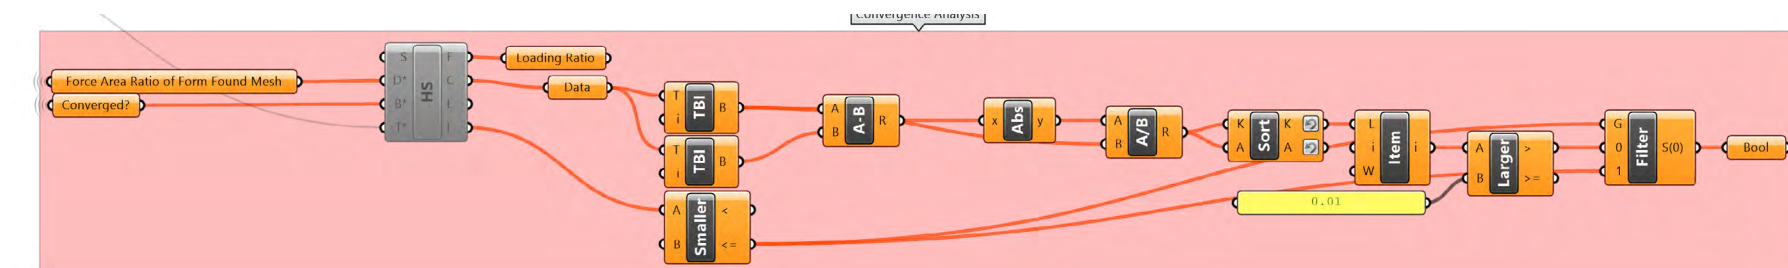 Convergence Analysis
Force Area Ratio of Form Found Mesh
Converged?
S
D*
B*
T*
HS
F
C
L
I
Loading Ratio
Data
T
i
TBI
B
T
i
TBI
B
A
B
Smaller
<
<=
A
B
A-B
R
x
Abs
y
A
B
A/B
R
K
A
Sort
K
A
L
i
W
Item
i
0.01
A
B
Larger
>
>=
G
0
1
Filter
S(0)
Bool